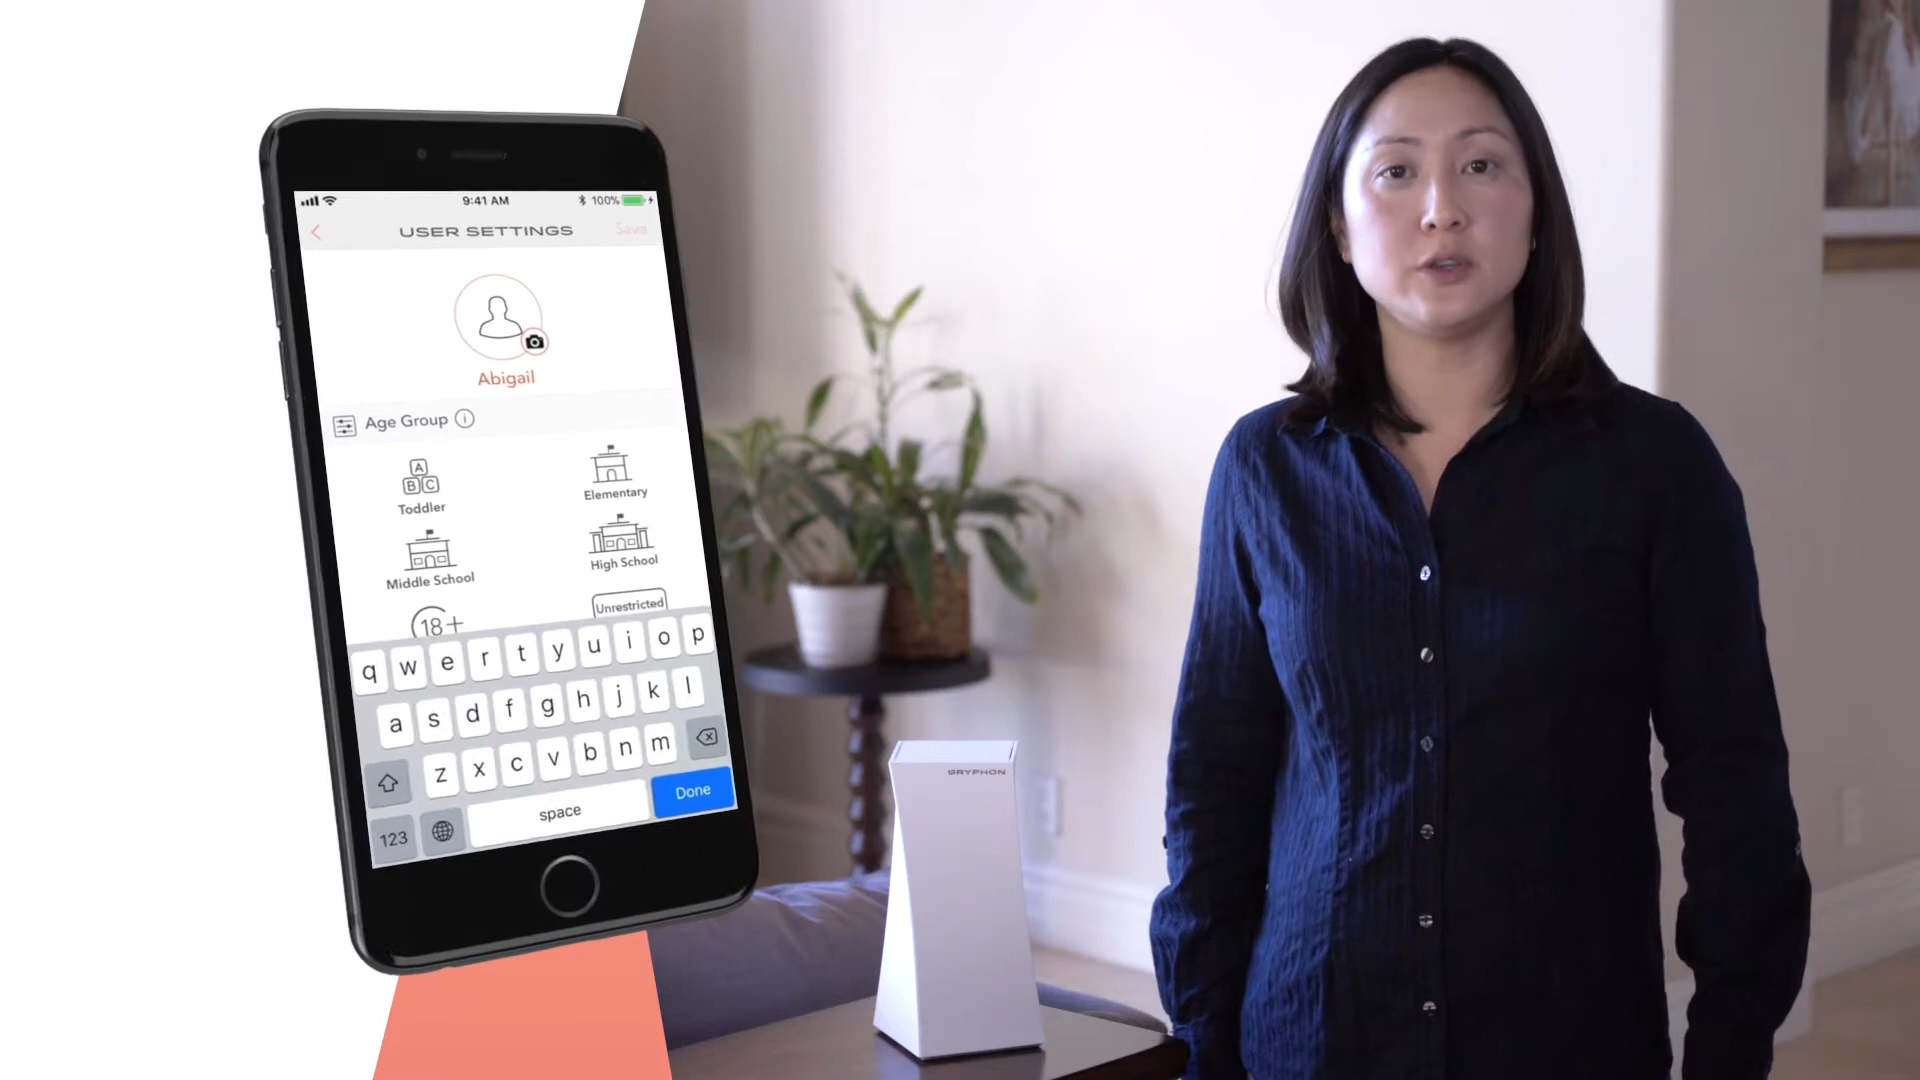 9:41 AM
100%
USER SETTINGS
Save
Abigail
Age Group i
A
B C
Toddler
Elementary
Middle School
High School
18+
Unrestricted
q w e r t y u i o p
a s d f g h j k l
z x c v b n m
123
space
Done
GRYPHON